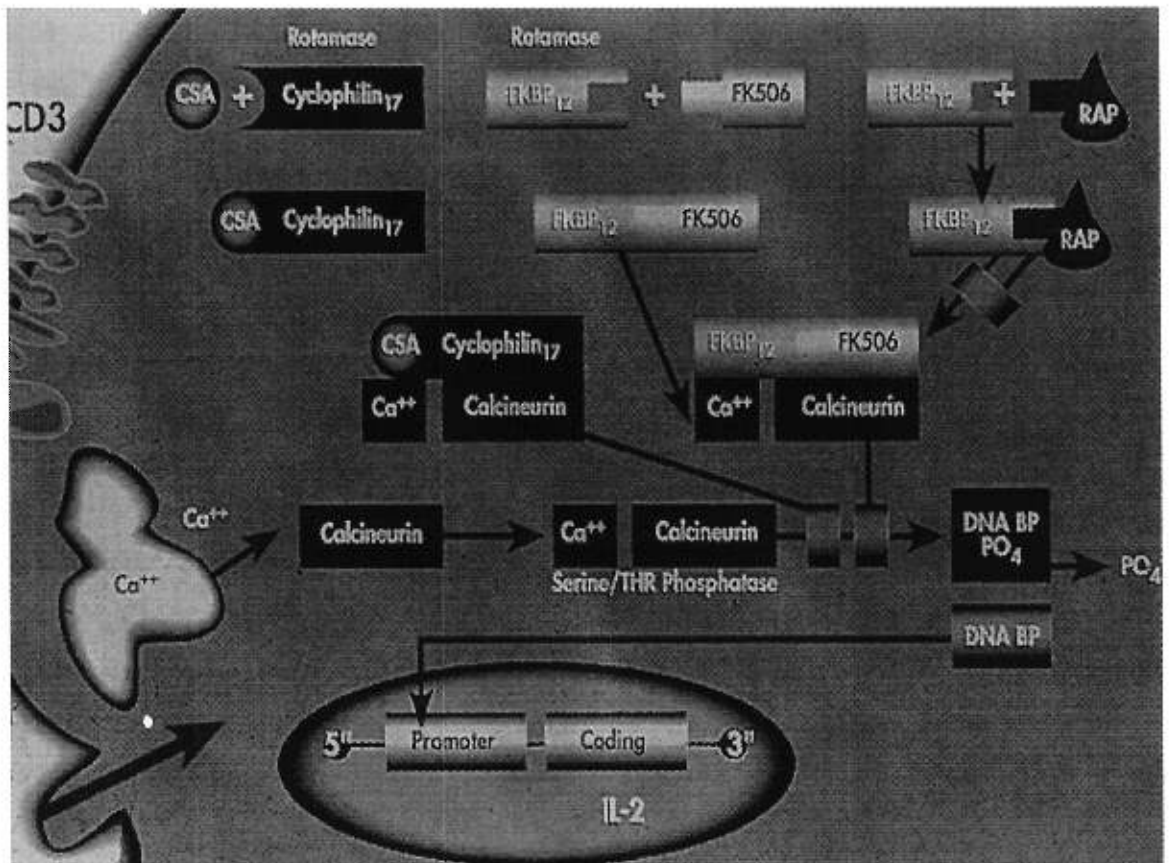 Rotamase
Rotamase
CSA + Cyclophilin17
FKBP12 + FK506
FKBP12 + RAP
CD3
CSA Cyclophilin17
FKBP12 FK506
FKBP12 RAP
CSA Cyclophilin17
FKBP12 FK506
Ca++ Calcineurin
Ca++ Calcineurin
Ca++
Ca++
Calcineurin
Ca++ Calcineurin
Serine/THR Phosphatase
DNA BP
PO4
PO4
DNA BP
5" Promoter Coding 3"
IL-2